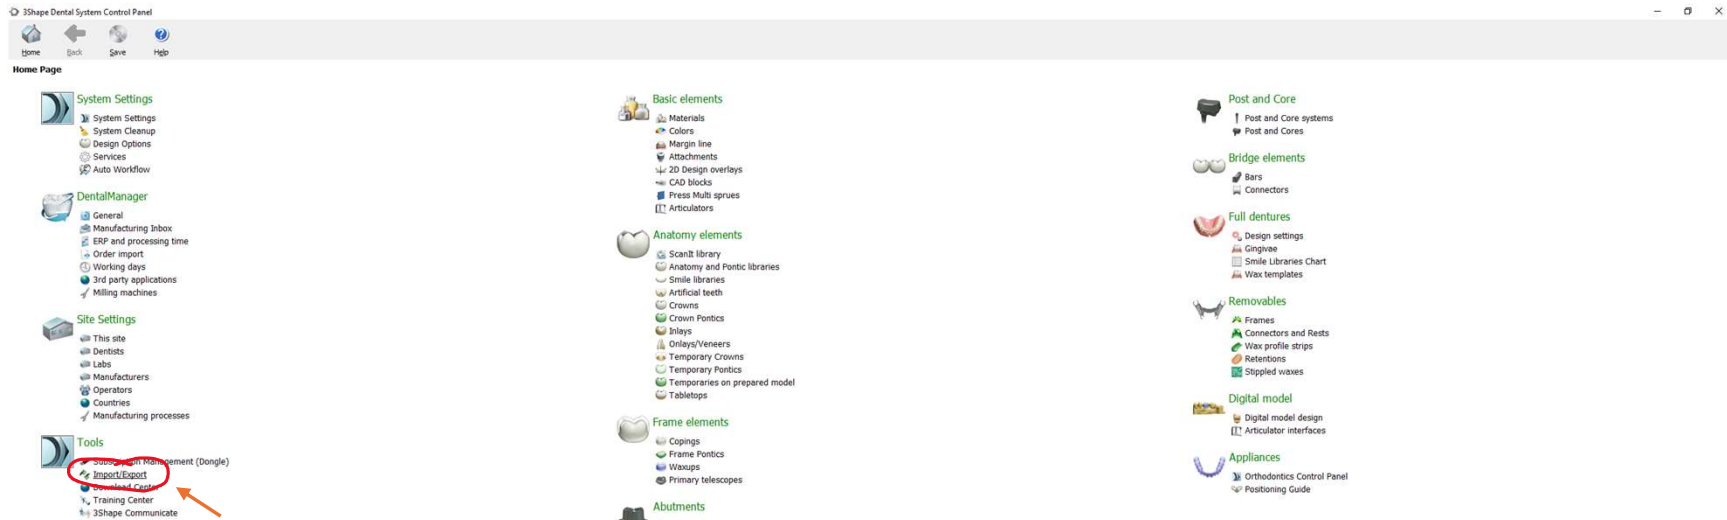 3Shape Dental System Control Panel
Home
Back
Save
Help
Home Page
System Settings
System Settings
System Cleanup
Design Options
Services
Auto Workflow
DentalManager
General
Manufacturing Inbox
ERP and processing time
Order import
Working days
3rd party applications
Milling machines
Site Settings
This site
Dentists
Labs
Manufacturers
Operators
Countries
Manufacturing processes
Tools
Subscription Management (Dongle)
Import/Export
Download Center
Training Center
3Shape Communicate
Basic elements
Materials
Colors
Margin line
Attachments
2D Design overlays
CAD blocks
Press Multi sprues
Articulators
Anatomy elements
ScanIt library
Anatomy and Pontic libraries
Smile libraries
Artificial teeth
Crowns
Crown Pontics
Inlays
Onlays/Veneers
Temporary Crowns
Temporary Pontics
Temporaries on prepared model
Tabletops
Frame elements
Copings
Frame Pontics
Waxups
Primary telescopes
Abutments
Post and Core
Post and Core systems
Post and Cores
Bridge elements
Bars
Connectors
Full dentures
Design settings
Gingivae
Smile Libraries Chart
Wax templates
Removables
Frames
Connectors and Rests
Wax profile strips
Retentions
Stippled waxes
Digital model
Digital model design
Articulator interfaces
Appliances
Orthodontics Control Panel
Positioning Guide